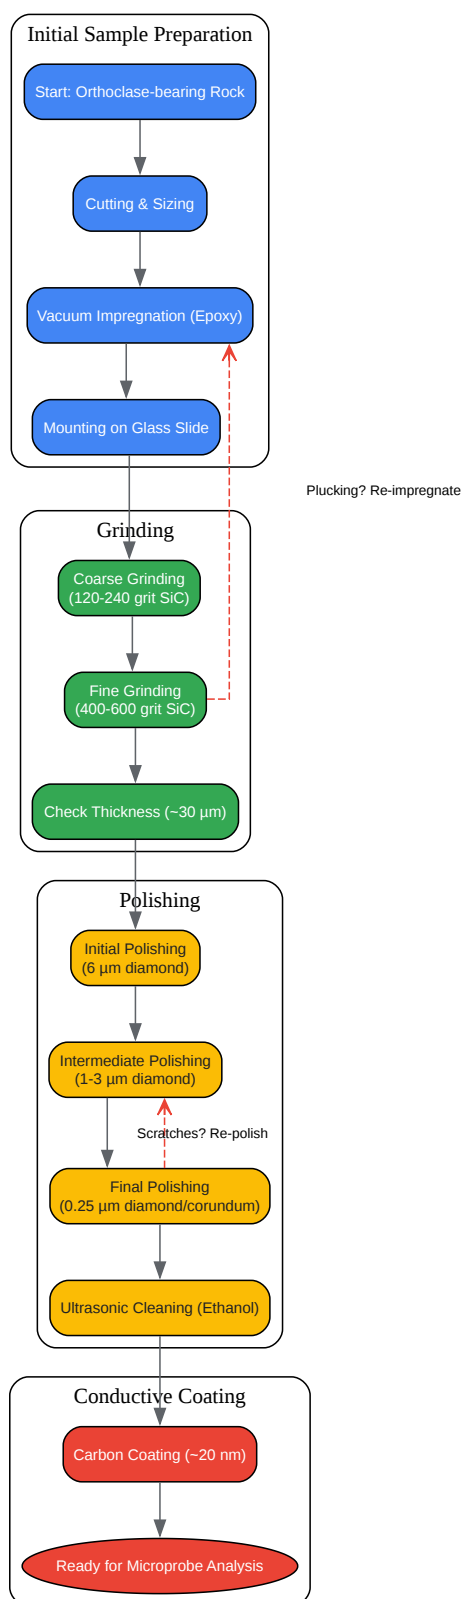 Initial Sample Preparation
Start: Orthoclase-bearing Rock
Cutting & Sizing
Vacuum Impregnation (Epoxy)
Mounting on Glass Slide
Plucking? Re-impregnate
Grinding
Coarse Grinding
(120-240 grit SiC)
Fine Grinding
(400-600 grit SiC)
Check Thickness (~30 µm)
Polishing
Initial Polishing
(6 µm diamond)
Intermediate Polishing
(1-3 µm diamond)
Scratches? Re-polish
Final Polishing
(0.25 µm diamond/corundum)
Ultrasonic Cleaning (Ethanol)
Conductive Coating
Carbon Coating (~20 nm)
Ready for Microprobe Analysis